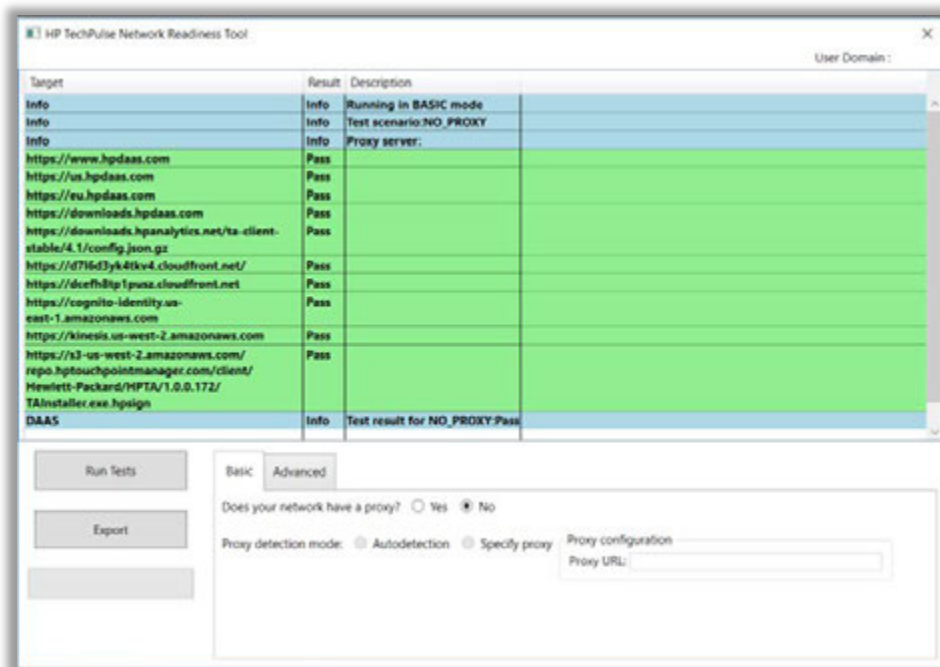 HP TechPulse Network Readiness Tool
User Domain :
Target Result Description
Info Info Running in BASIC mode
Info Info Test scenario:NO_PROXY
Info Info Proxy server:
https://www.hpdaas.com Pass
https://us.hpdaas.com Pass
https://eu.hpdaas.com Pass
https://downloads.hpdaas.com Pass
https://downloads.hpanalytics.net/ta-client- Pass
stable/4.1/config.json.gz
https://d7l6d3yk4tkv4.cloudfront.net/ Pass
https://dcefh8tp1pusz.cloudfront.net Pass
https://cognito-identity.us- Pass
east-1.amazonaws.com
https://kinesis.us-west-2.amazonaws.com Pass
https://s3-us-west-2.amazonaws.com/ Pass
repo.hptouchpointmanager.com/client/
Hewlett-Packard/HPTA/1.0.0.172/
TAInstaller.exe.hpsign
DAAS Info Test result for NO_PROXY:Pass
Run Tests
Export
Basic Advanced
Does your network have a proxy? Yes No
Proxy detection mode: Autodetection Specify proxy
Proxy configuration
Proxy URL: